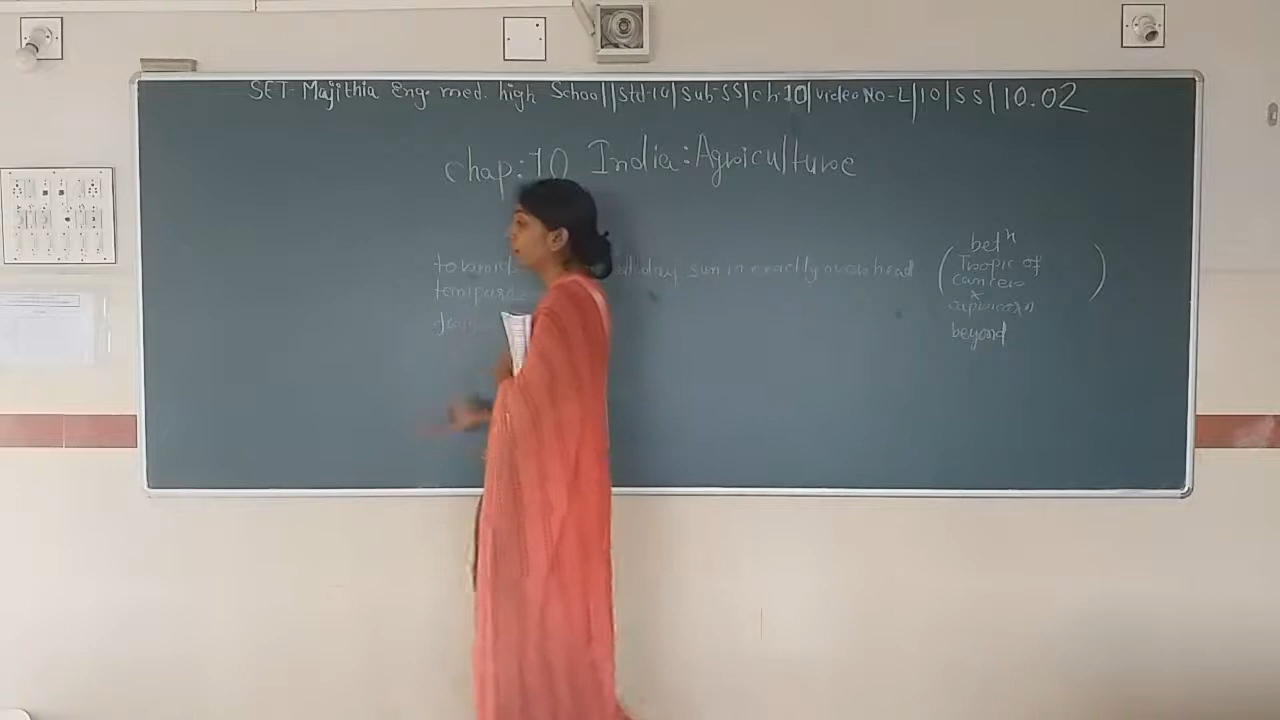 SET- Majithia Eng. med. high School||Std-10|Sub-SS|ch.10|video No-2|10|SS|10.02
chap:10 India:Agriculture
day sun is exactly overhead
(betn
Tropic of
cancer
&
capricorn
beyond)